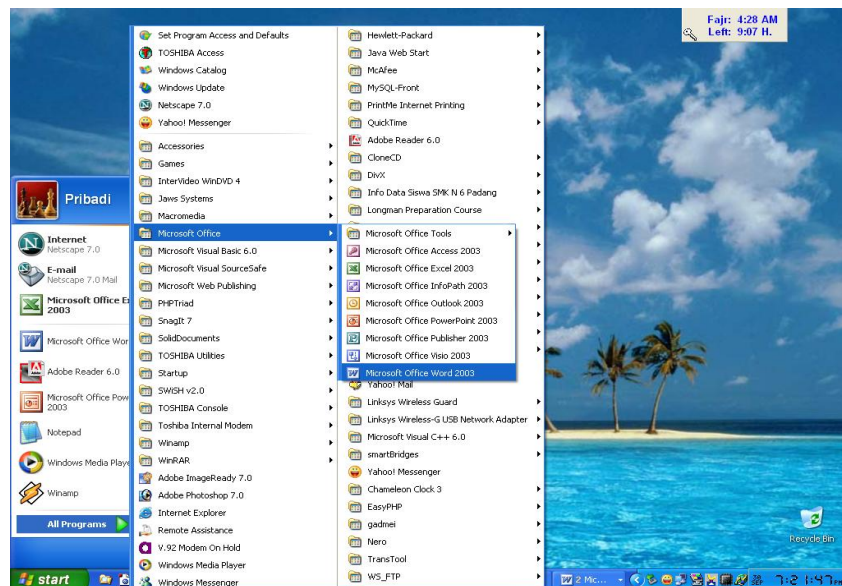 Fajr: 4:28 AM
Left: 9:07 H.
Set Program Access and Defaults
TOSHIBA Access
Windows Catalog
Windows Update
Netscape 7.0
Yahoo! Messenger
Accessories
Games
InterVideo WinDVD 4
Jaws Systems
Macromedia
Microsoft Office
Microsoft Visual Basic 6.0
Microsoft Visual SourceSafe
Microsoft Web Publishing
PHPTriad
SnagIt 7
SolidDocuments
TOSHIBA Utilities
Startup
SWiSH v2.0
TOSHIBA Console
Toshiba Internal Modem
Winamp
WinRAR
Adobe ImageReady 7.0
Adobe Photoshop 7.0
Internet Explorer
Remote Assistance
V.92 Modem On Hold
Windows Media Player
Windows Messenger
Hewlett-Packard
Java Web Start
McAfee
MySQL-Front
PrintMe Internet Printing
QuickTime
Adobe Reader 6.0
CloneCD
DivX
Info Data Siswa SMK N 6 Padang
Longman Preparation Course
Microsoft Office Tools
Microsoft Office Access 2003
Microsoft Office Excel 2003
Microsoft Office InfoPath 2003
Microsoft Office Outlook 2003
Microsoft Office PowerPoint 2003
Microsoft Office Publisher 2003
Microsoft Office Visio 2003
Microsoft Office Word 2003
Yahoo! Mail
Linksys Wireless Guard
Linksys Wireless-G USB Network Adapter
Microsoft Visual C++ 6.0
smartBridges
Yahoo! Messenger
Chameleon Clock 3
EasyPHP
gadmei
Nero
TransTool
WS_FTP
Pribadi
Internet
Netscape 7.0
E-mail
Netscape 7.0 Mail
Microsoft Office E
2003
Microsoft Office Wor
Adobe Reader 6.0
Microsoft Office Pow
2003
Notepad
Windows Media Playe
Winamp
All Programs
start
Recycle Bin
2 Mic...